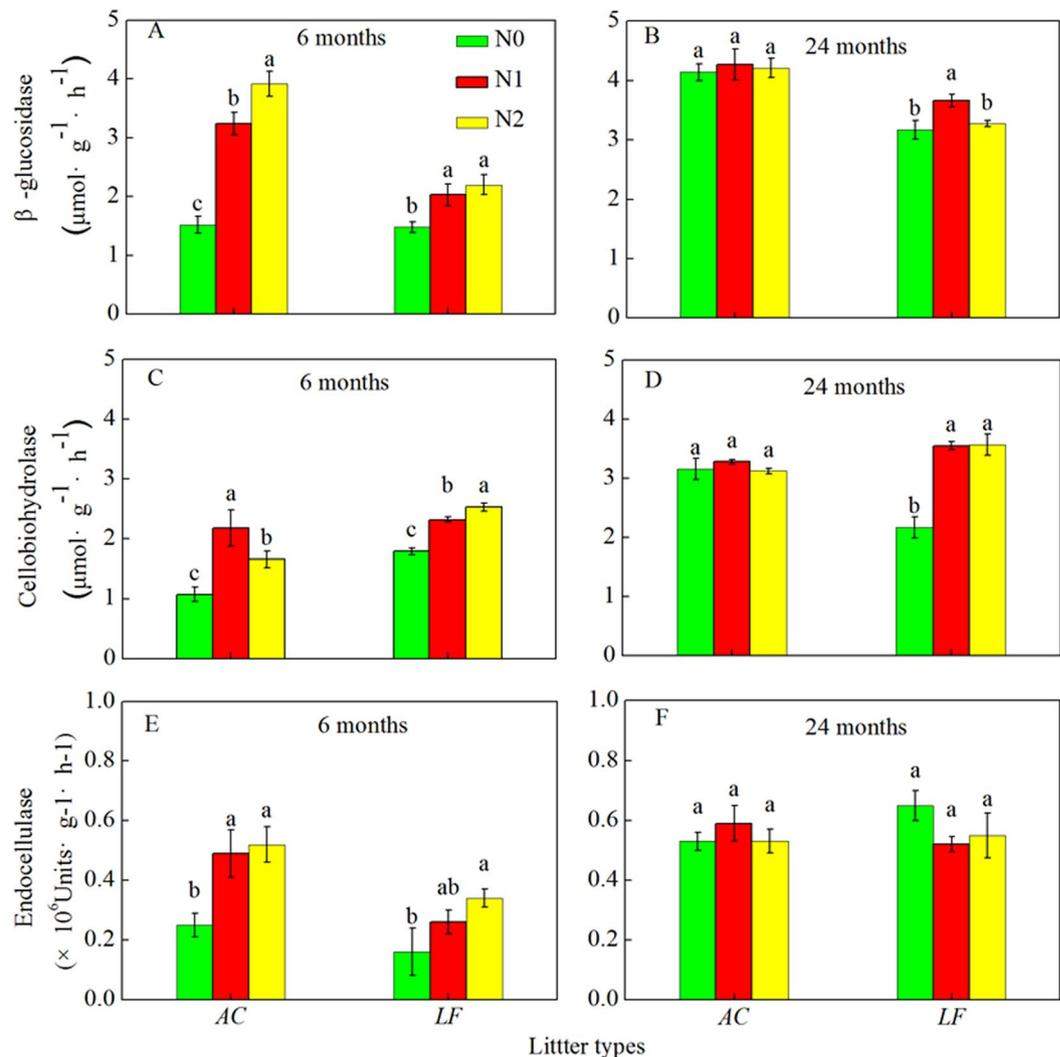 A
6 months
N0
N1
N2
5
4
3
2
1
0
β -glucosidase
(μmol· g⁻¹· h⁻¹)
c
b
a
b
a
a
B
24 months
5
4
3
2
1
0
a
a
a
b
a
b
C
6 months
5
4
3
2
1
0
Cellobiohydrolase
(μmol· g⁻¹· h⁻¹)
c
a
b
c
b
a
D
24 months
5
4
3
2
1
0
a
a
a
b
a
a
E
6 months
1.0
0.8
0.6
0.4
0.2
0.0
Endocellulase
(× 10⁶Units· g-1· h-1)
b
a
a
b
ab
a
AC
LF
F
24 months
1.0
0.8
0.6
0.4
0.2
0.0
a
a
a
a
a
a
AC
LF
Littter types